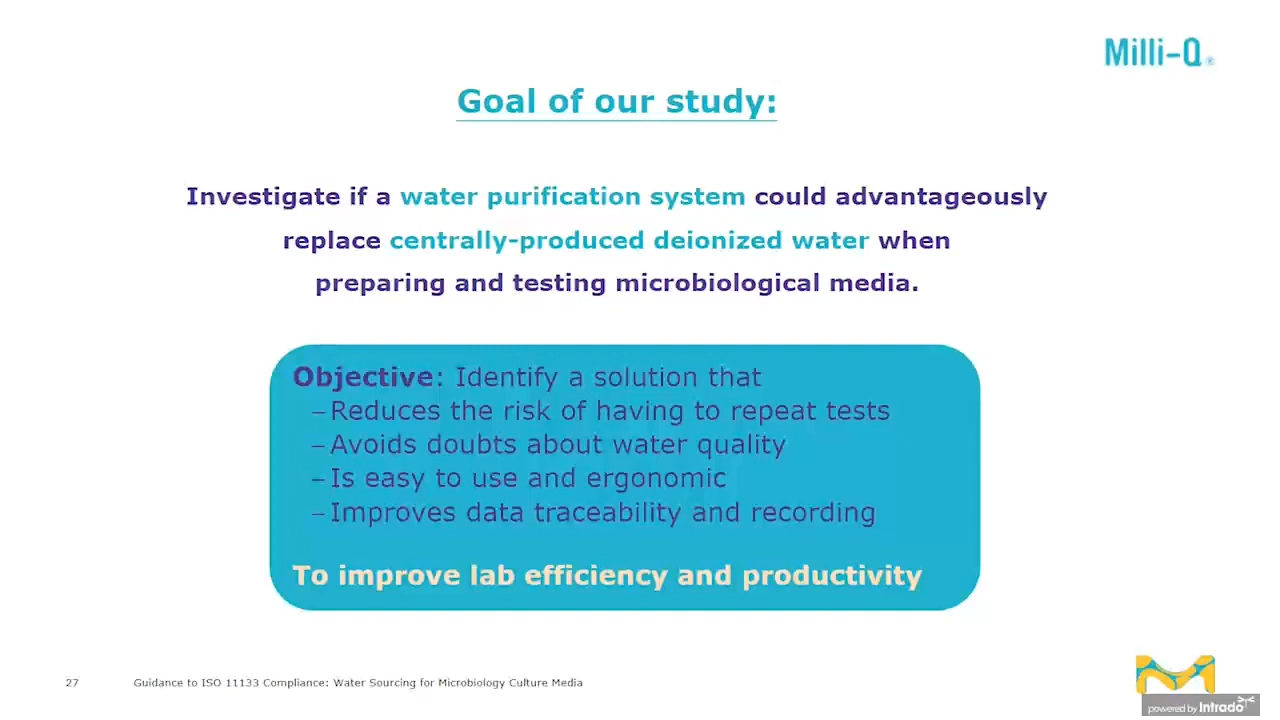 Milli-Q®
Goal of our study:
Investigate if a water purification system could advantageously
replace centrally-produced deionized water when
preparing and testing microbiological media.
Objective: Identify a solution that
–Reduces the risk of having to repeat tests
–Avoids doubts about water quality
–Is easy to use and ergonomic
–Improves data traceability and recording
To improve lab efficiency and productivity
27 Guidance to ISO 11133 Compliance: Water Sourcing for Microbiology Culture Media
M
powered by Intrado